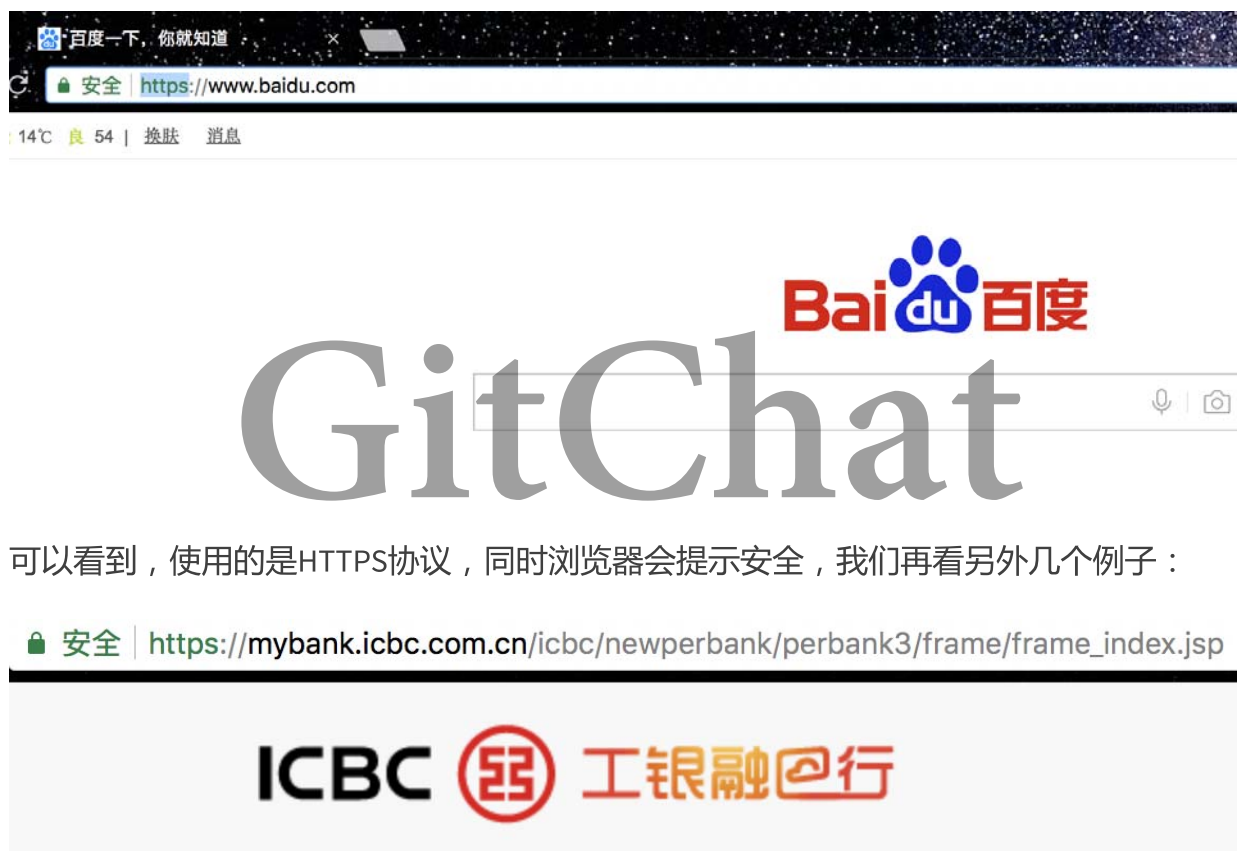 百度一下，你就知道
安全 https://www.baidu.com
14℃ 良 54 | 换肤 消息
Bai du 百度
GitChat
可以看到，使用的是HTTPS协议，同时浏览器会提示安全，我们再看另外几个例子：
安全 https://mybank.icbc.com.cn/icbc/newperbank/perbank3/frame/frame_index.jsp
ICBC 工银融e行